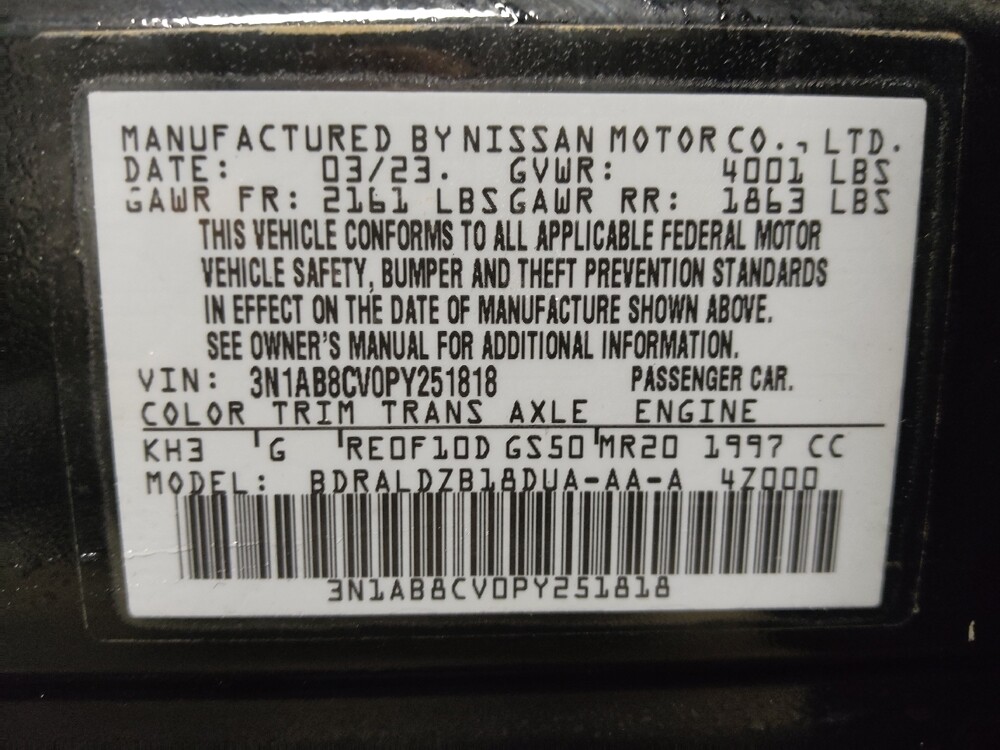 MANUFACTURED BY NISSAN MOTOR CO., LTD.
DATE: 03/23. GVWR: 4001 LBS
GAWR FR: 2161 LBS GAWR RR: 1863 LBS
THIS VEHICLE CONFORMS TO ALL APPLICABLE FEDERAL MOTOR
VEHICLE SAFETY, BUMPER AND THEFT PREVENTION STANDARDS
IN EFFECT ON THE DATE OF MANUFACTURE SHOWN ABOVE.
SEE OWNER'S MANUAL FOR ADDITIONAL INFORMATION.
VIN: 3N1AB8CV0PY251818 PASSENGER CAR.
COLOR TRIM TRANS AXLE ENGINE
KH3 G RE0F10D GS50 MR20 1997 CC
MODEL: BDRALDZB18DUA-AA-A 4Z000
3N1AB8CV0PY251818